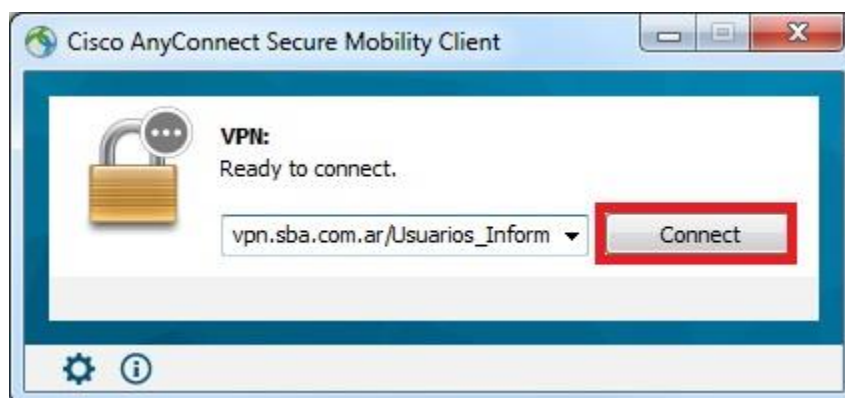 Cisco AnyConnect Secure Mobility Client
VPN:
Ready to connect.
vpn.sba.com.ar/Usuarios_Inform
Connect